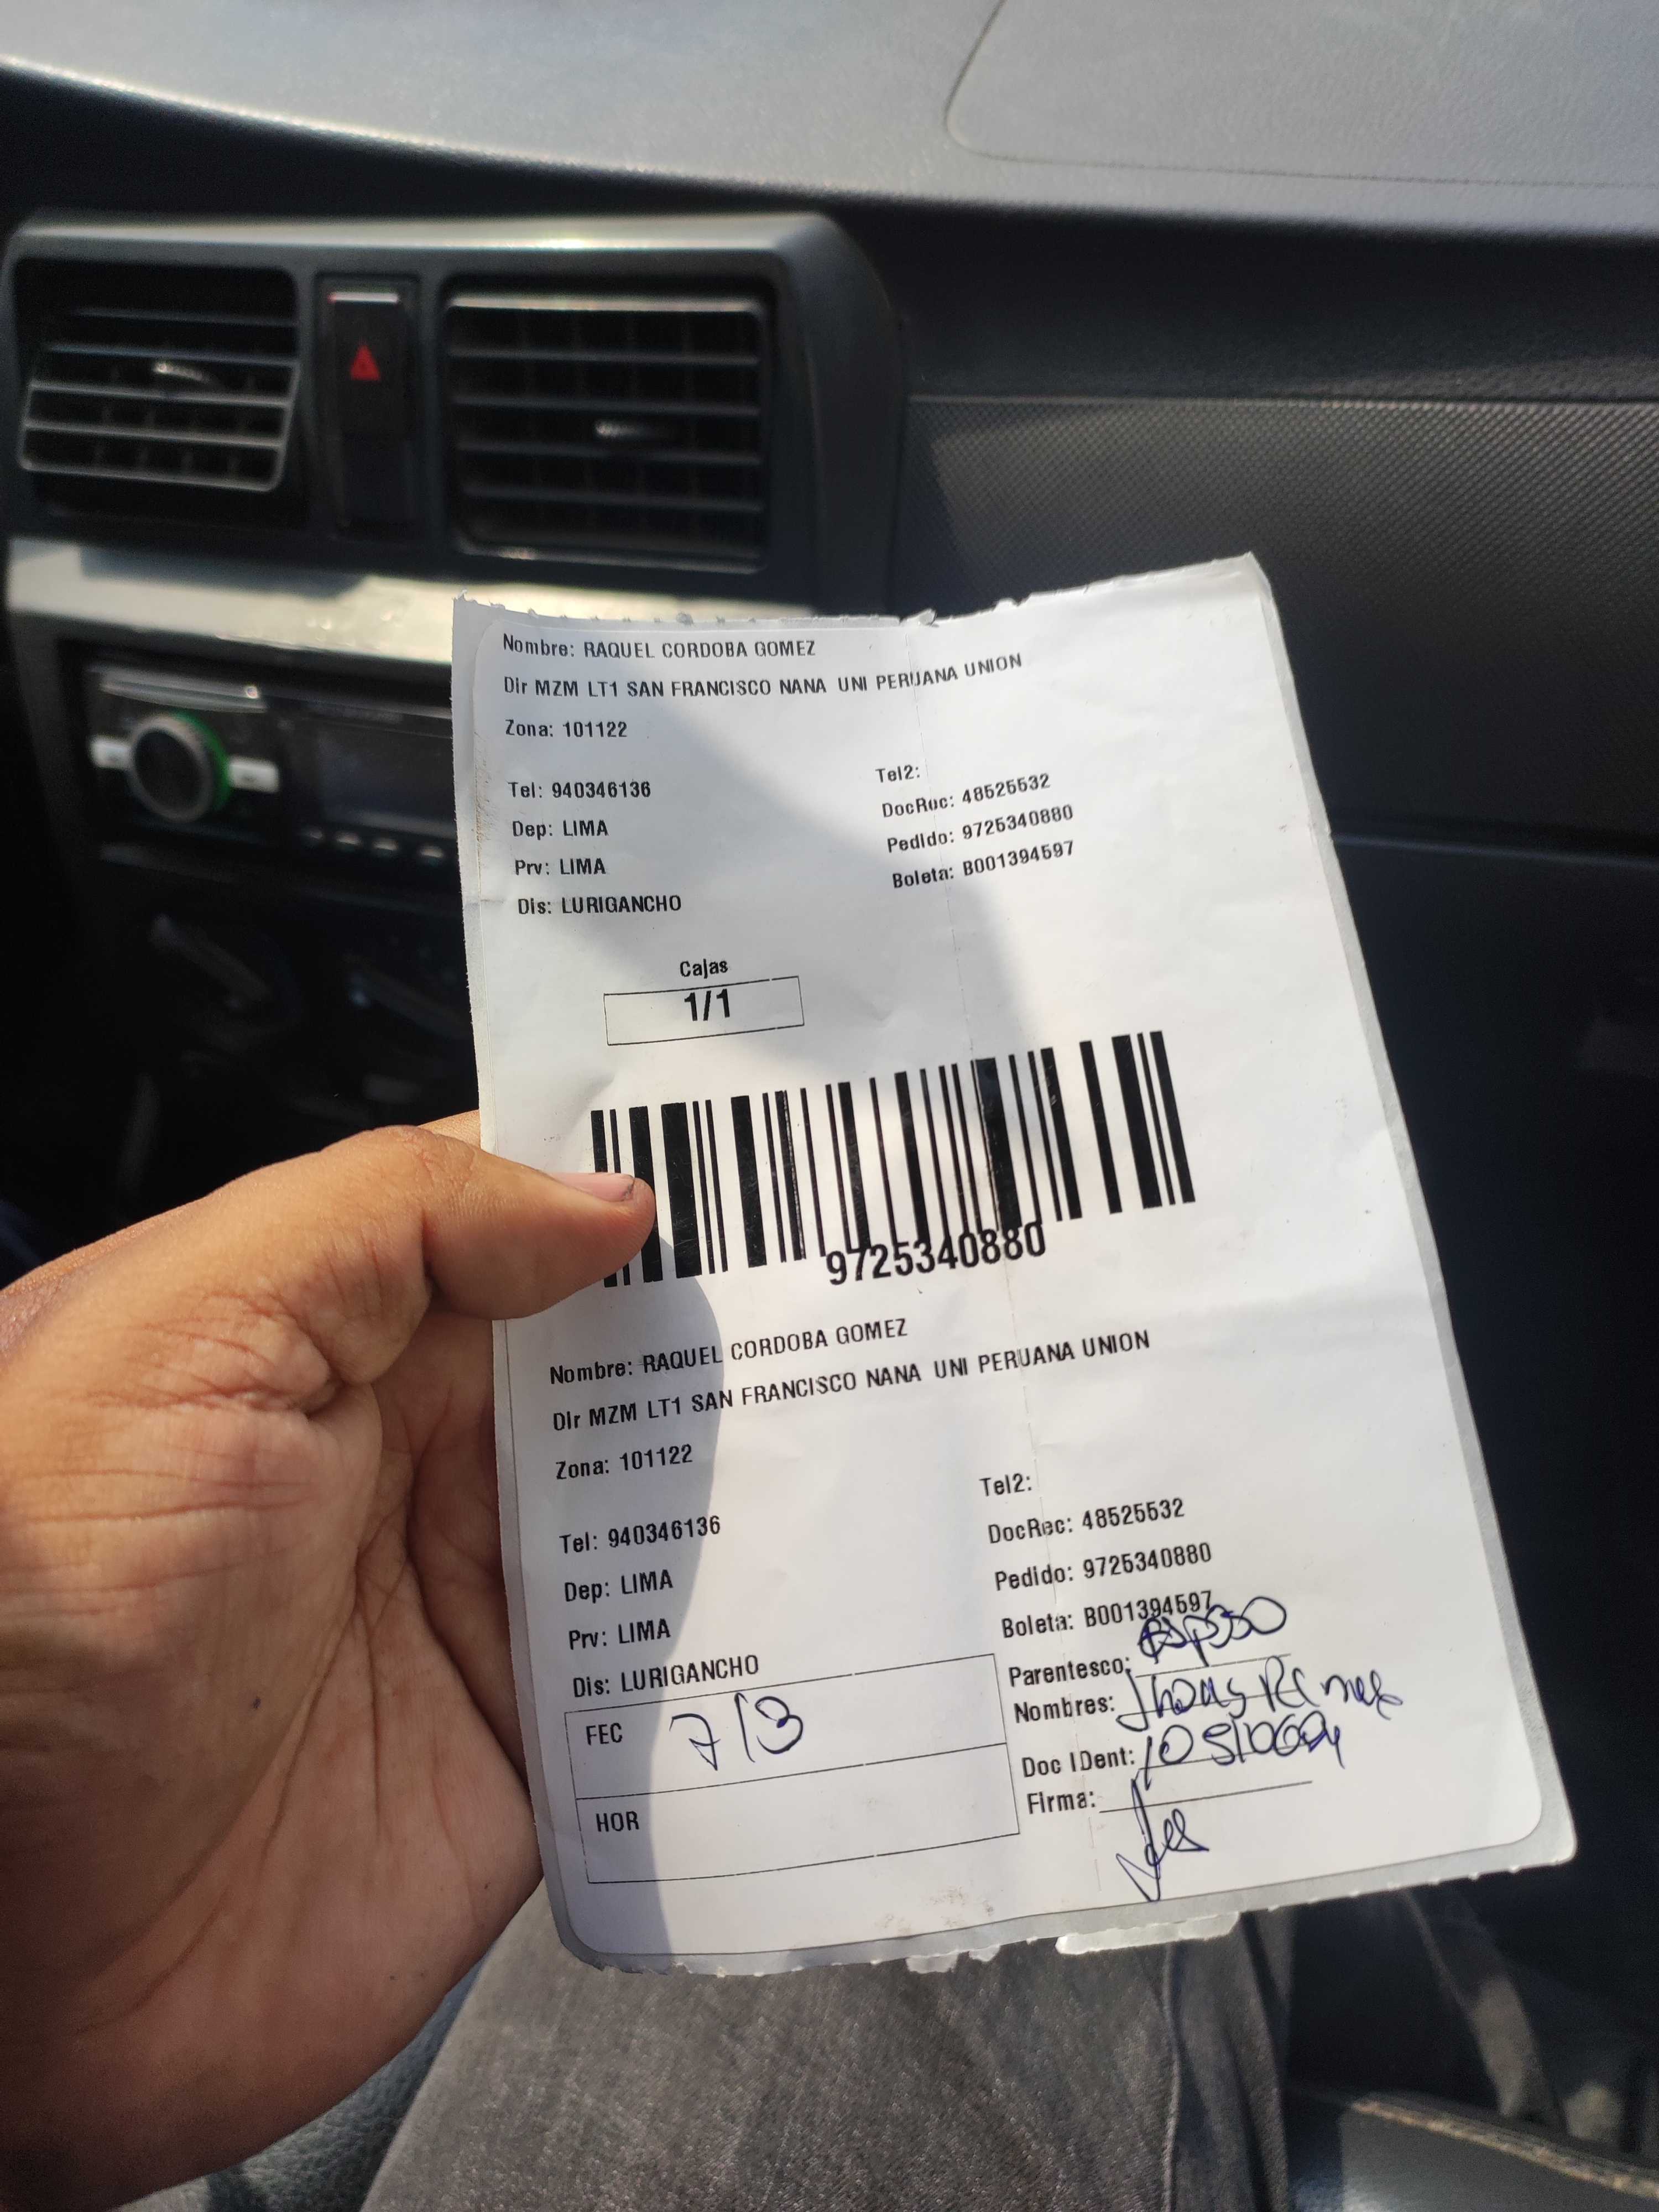 Nombre: RAQUEL CORDOBA GOMEZ
Dir MZM LT1 SAN FRANCISCO NANA UNI PERUANA UNION
Zona: 101122
Tel: 940346136
Dep: LIMA
Prv: LIMA
Dis: LURIGANCHO
Tel2:
DocRec: 48525532
Pedido: 9725340880
Boleta: B001394597
Cajas
1/1
9725340880
Nombre: RAQUEL CORDOBA GOMEZ
Dir MZM LT1 SAN FRANCISCO NANA UNI PERUANA UNION
Zona: 101122
Tel: 940346136
Dep: LIMA
Prv: LIMA
Dis: LURIGANCHO
Tel2:
DocRec: 48525532
Pedido: 9725340880
Boleta: B001394597
Parentesco: Esposo
Nombres:
Doc IDent:
Firma:
FEC 7/3
HOR